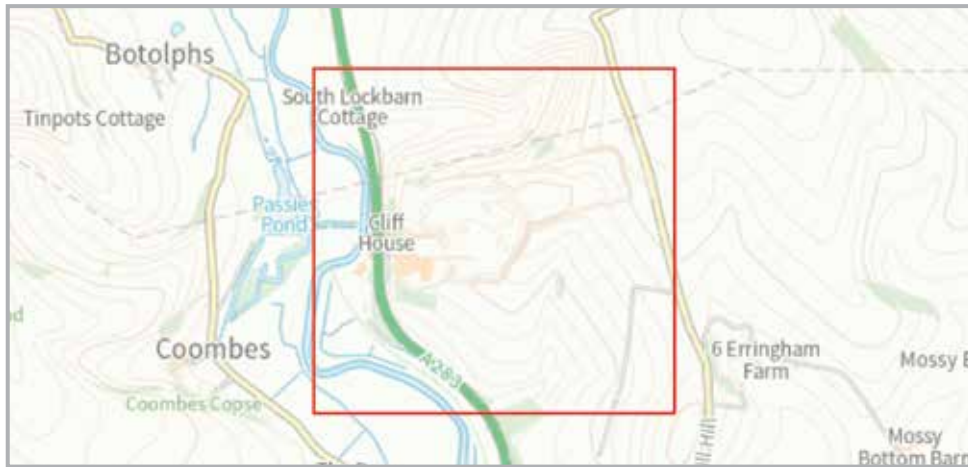 Botolphs
South Lockbarn
Cottage
Tinpots Cottage
Passies
Pond
Cliff
House
Coombes
A283
6 Erringham
Farm
Coombes Copse
Mossy
Bottom Barn